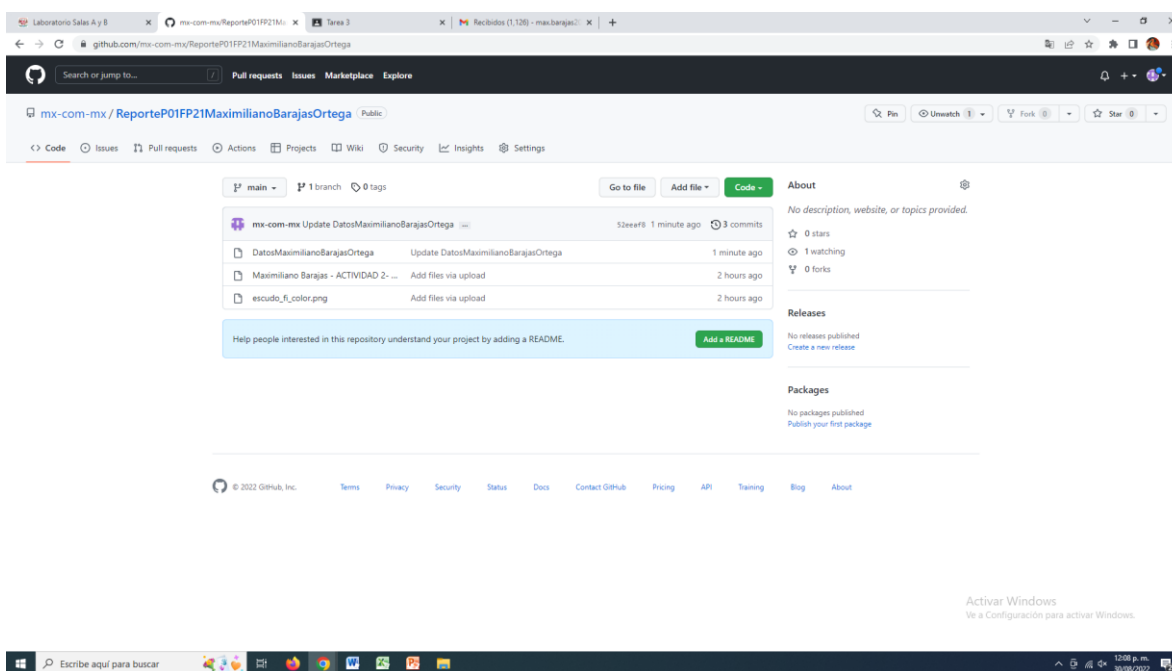 Laboratorio Salas A y B
mx-com-mx/ReporteP01FP21Ma
Tarea 3
Recibidos (1,126) - max.barajas2
github.com/mx-com-mx/ReporteP01FP21MaximilianoBarajasOrtega
Search or jump to...
/
Pull requests Issues Marketplace Explore
mx-com-mx / ReporteP01FP21MaximilianoBarajasOrtega Public
Pin
Unwatch 1
Fork 0
Star 0
Code Issues Pull requests Actions Projects Wiki Security Insights Settings
main 1 branch 0 tags
Go to file Add file Code
mx-com-mx Update DatosMaximilianoBarajasOrtega ... 52eeef8 1 minute ago 3 commits
DatosMaximilianoBarajasOrtega Update DatosMaximilianoBarajasOrtega 1 minute ago
Maximiliano Barajas - ACTIVIDAD 2- ... Add files via upload 2 hours ago
escudo_fi_color.png Add files via upload 2 hours ago
Help people interested in this repository understand your project by adding a README. Add a README
About
No description, website, or topics provided.
0 stars
1 watching
0 forks
Releases
No releases published
Create a new release
Packages
No packages published
Publish your first package
© 2022 GitHub, Inc. Terms Privacy Security Status Docs Contact GitHub Pricing API Training Blog About
Activar Windows
Ve a Configuración para activar Windows.
Escribe aquí para buscar
12:08 p. m.
30/08/2022